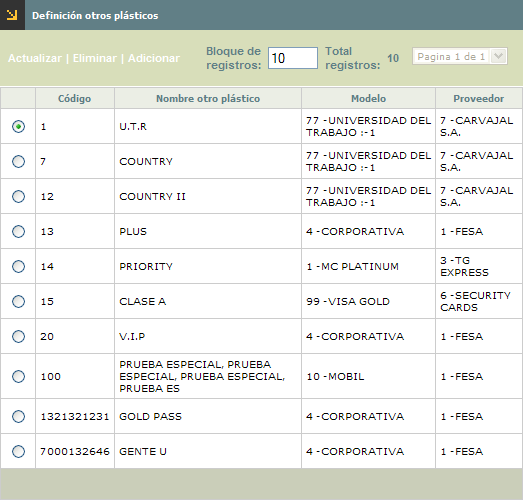 Definición otros plásticos
Actualizar | Eliminar | Adicionar
Bloque de registros: 10 Total registros: 10 Pagina 1 de 1
Código Nombre otro plástico Modelo Proveedor
1 U.T.R 77 -UNIVERSIDAD DEL TRABAJO :-1 7 -CARVAJAL S.A.
7 COUNTRY 77 -UNIVERSIDAD DEL TRABAJO :-1 7 -CARVAJAL S.A.
12 COUNTRY II 77 -UNIVERSIDAD DEL TRABAJO :-1 7 -CARVAJAL S.A.
13 PLUS 4 -CORPORATIVA 1 -FESA
14 PRIORITY 1 -MC PLATINUM 3 -TG EXPRESS
15 CLASE A 99 -VISA GOLD 6 -SECURITY CARDS
20 V.I.P 4 -CORPORATIVA 1 -FESA
100 PRUEBA ESPECIAL, PRUEBA ESPECIAL, PRUEBA ESPECIAL, PRUEBA ES 10 -MOBIL 1 -FESA
1321321231 GOLD PASS 4 -CORPORATIVA 1 -FESA
7000132646 GENTE U 4 -CORPORATIVA 1 -FESA